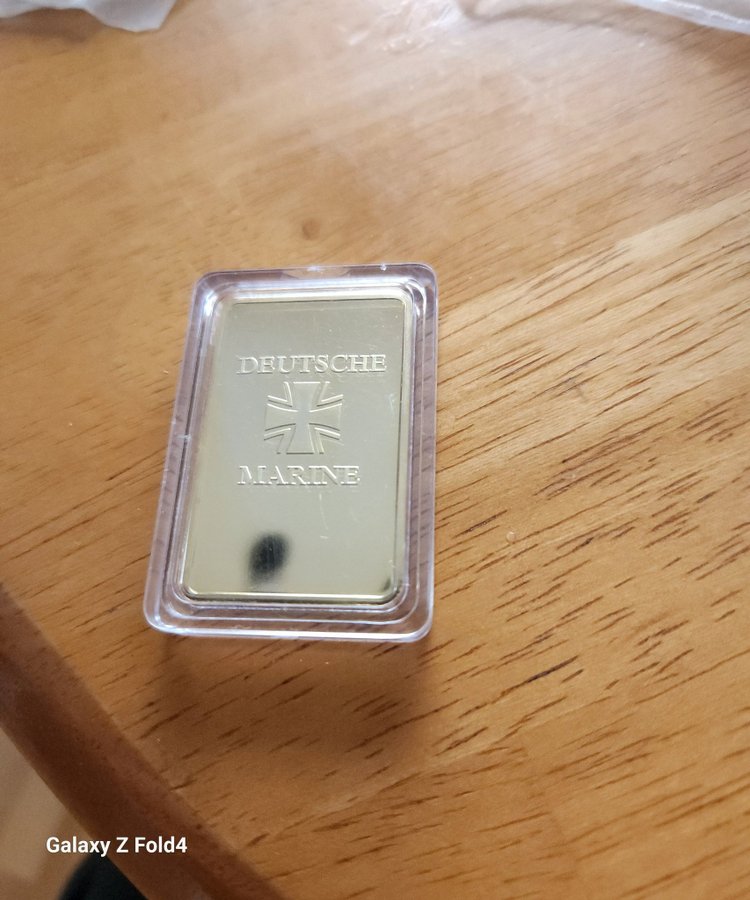 DEUTSCHE
MARINE
Galaxy Z Fold4